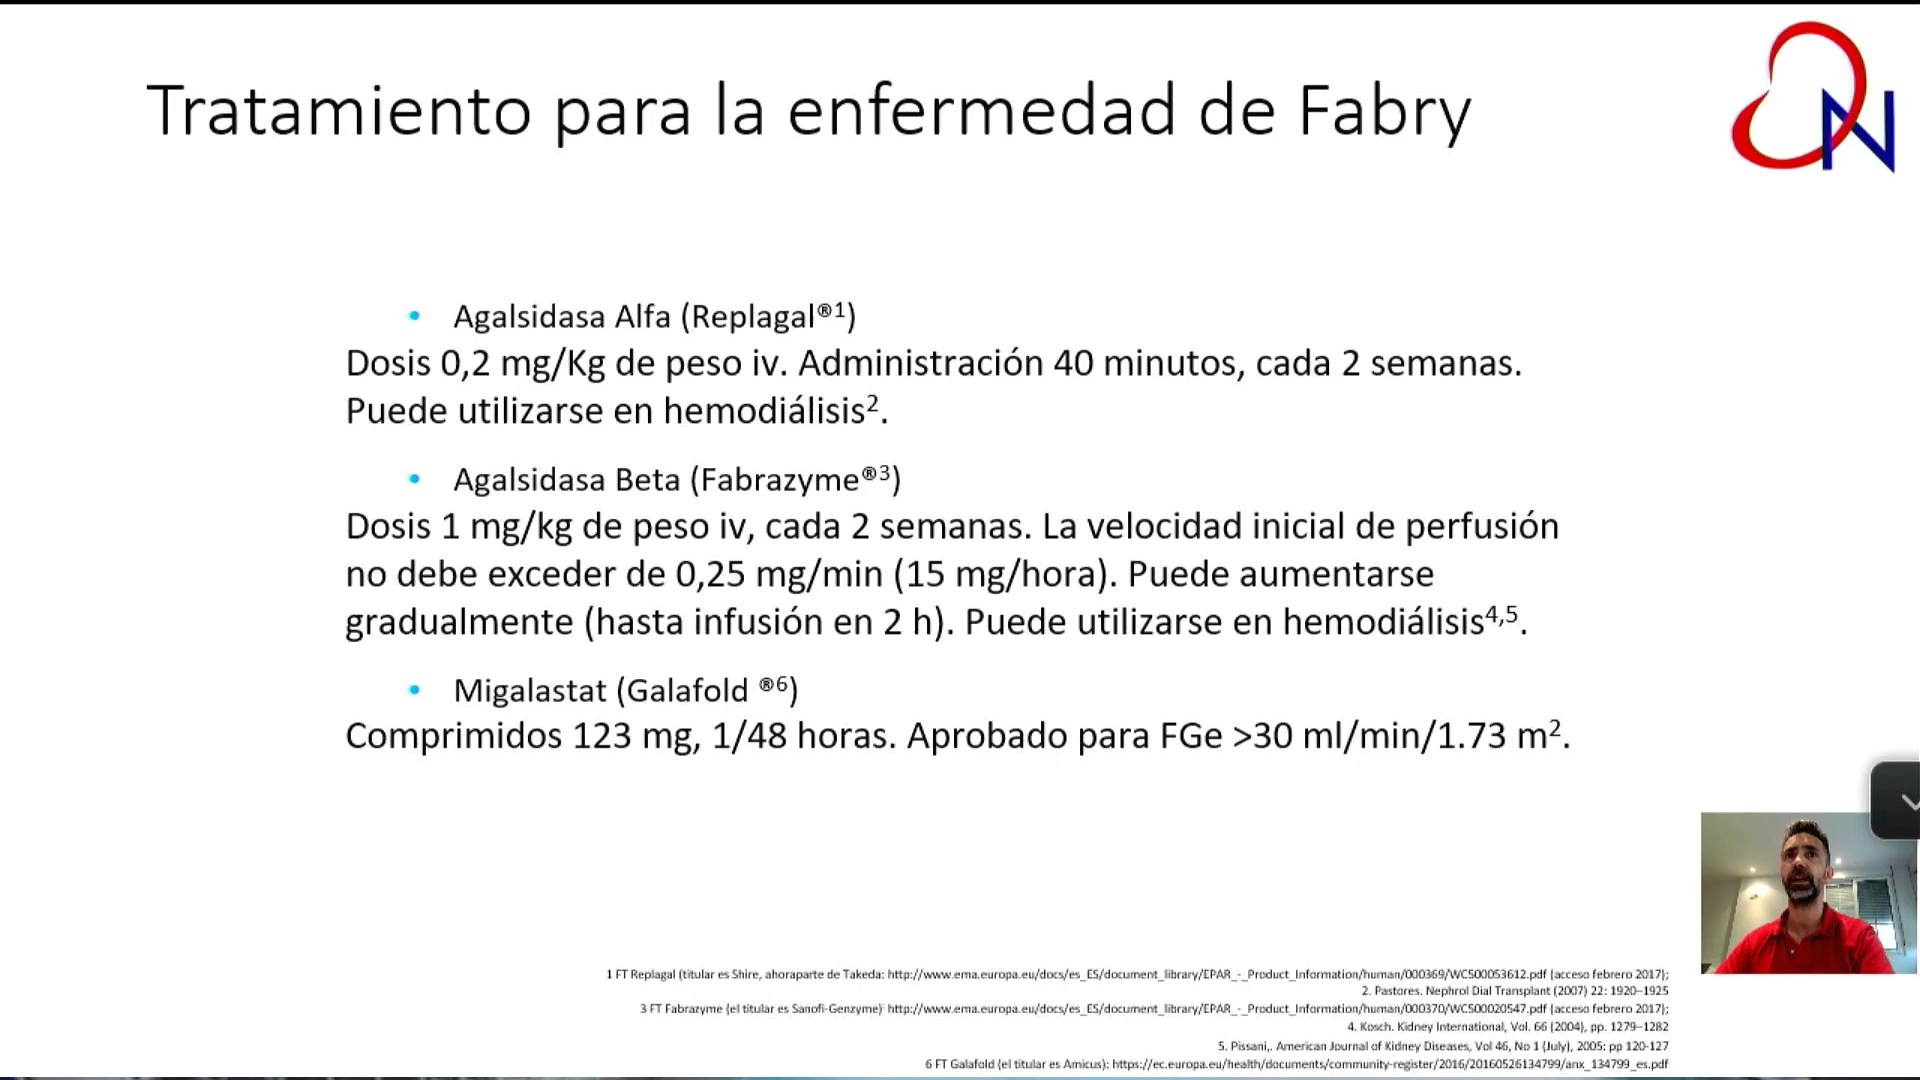 Tratamiento para la enfermedad de Fabry
N
• Agalsidasa Alfa (Replagal®1)
Dosis 0,2 mg/Kg de peso iv. Administración 40 minutos, cada 2 semanas.
Puede utilizarse en hemodiálisis2.
• Agalsidasa Beta (Fabrazyme®3)
Dosis 1 mg/kg de peso iv, cada 2 semanas. La velocidad inicial de perfusión
no debe exceder de 0,25 mg/min (15 mg/hora). Puede aumentarse
gradualmente (hasta infusión en 2 h). Puede utilizarse en hemodiálisis4,5.
• Migalastat (Galafold ®6)
Comprimidos 123 mg, 1/48 horas. Aprobado para FGe >30 ml/min/1.73 m2.
1 FT Replagal (titular es Shire, ahoraparte de Takeda: http://www.ema.europa.eu/docs/es_ES/document_library/EPAR_-_Product_Information/human/000369/WC500053612.pdf (acceso febrero 2017);
2. Pastores. Nephrol Dial Transplant (2007) 22: 1920–1925
3 FT Fabrazyme (el titular es Sanofi-Genzyme): http://www.ema.europa.eu/docs/es_ES/document_library/EPAR_-_Product_Information/human/000370/WC500020547.pdf (acceso febrero 2017);
4. Kosch. Kidney International, Vol. 66 (2004), pp. 1279–1282
5. Pissani,. American Journal of Kidney Diseases, Vol 46, No 1 (July), 2005: pp 120-127
6 FT Galafold (el titular es Amicus): https://ec.europa.eu/health/documents/community-register/2016/20160526134799/anx_134799_es.pdf